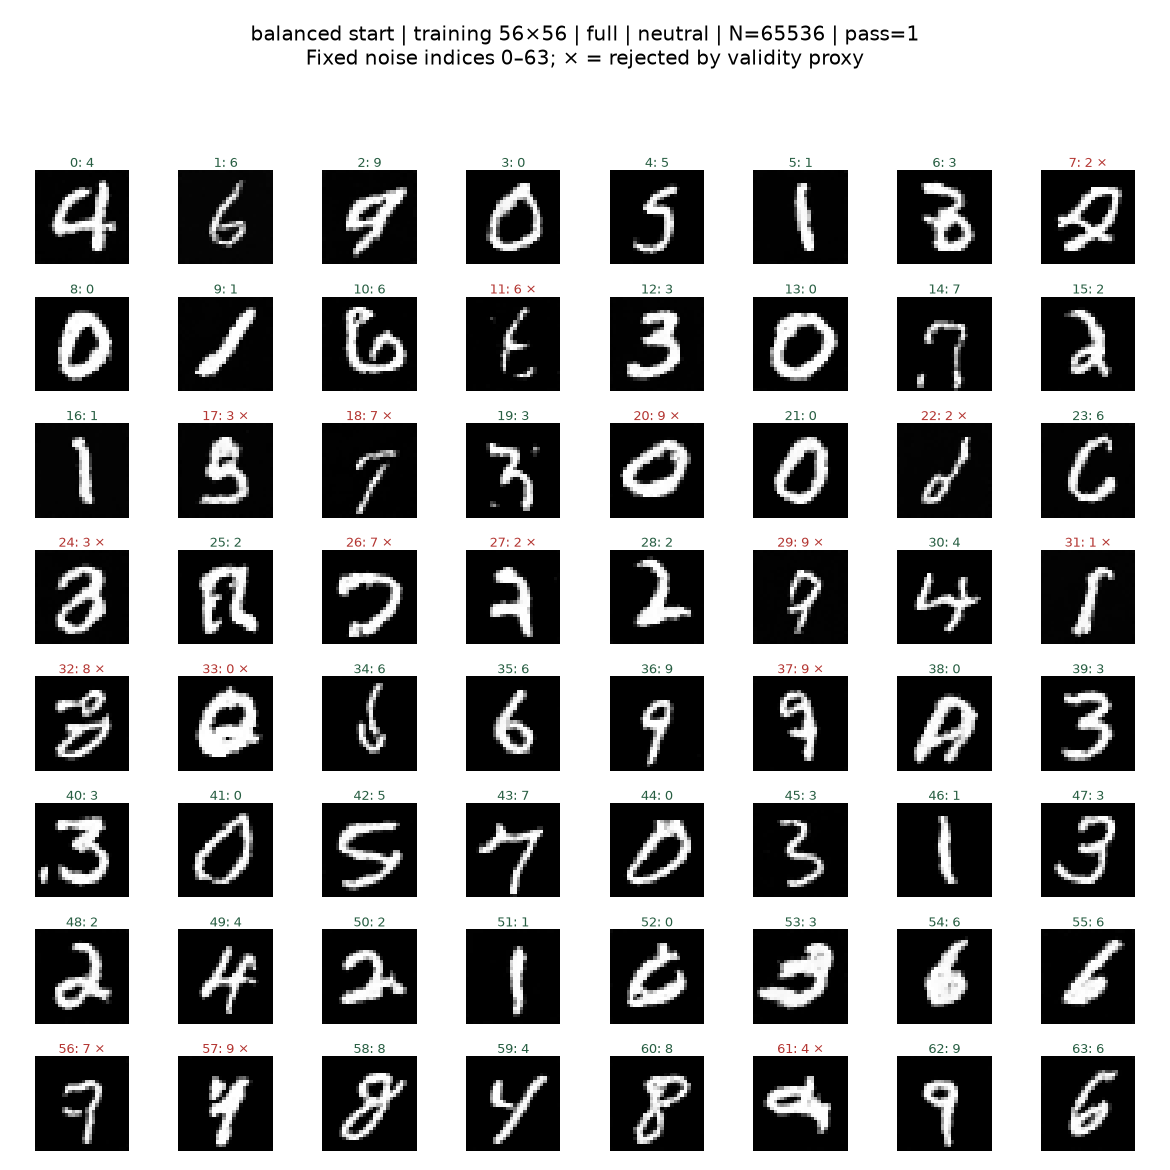 balanced start | training 56×56 | full | neutral | N=65536 | pass=1
Fixed noise indices 0–63; × = rejected by validity proxy
0: 4 1: 6 2: 9 3: 0 4: 5 5: 1 6: 3 7: 2 ×
8: 0 9: 1 10: 6 11: 6 × 12: 3 13: 0 14: 7 15: 2
16: 1 17: 3 × 18: 7 × 19: 3 20: 9 × 21: 0 22: 2 × 23: 6
24: 3 × 25: 2 26: 7 × 27: 2 × 28: 2 29: 9 × 30: 4 31: 1 ×
32: 8 × 33: 0 × 34: 6 35: 6 36: 9 37: 9 × 38: 0 39: 3
40: 3 41: 0 42: 5 43: 7 44: 0 45: 3 46: 1 47: 3
48: 2 49: 4 50: 2 51: 1 52: 0 53: 3 54: 6 55: 6
56: 7 × 57: 9 × 58: 8 59: 4 60: 8 61: 4 × 62: 9 63: 6